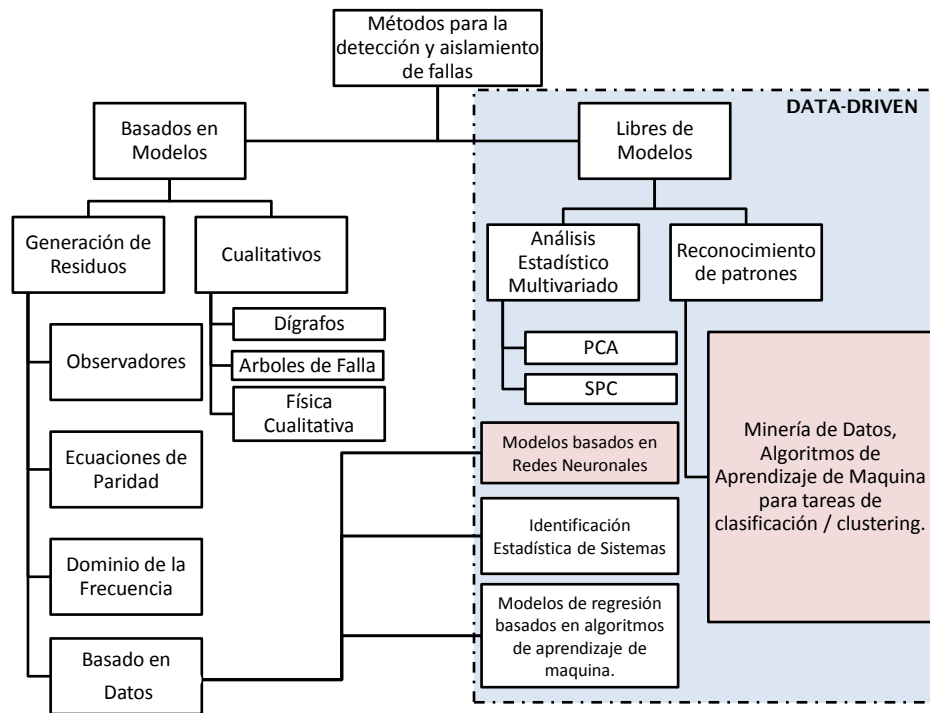 Métodos para la
detección y aislamiento
de fallas
DATA-DRIVEN
Basados en
Modelos
Libres de
Modelos
Generación de
Residuos
Cualitativos
Análisis
Estadístico
Multivariado
Reconocimiento
de patrones
Dígrafos
Observadores
Arboles de Falla
Física
Cualitativa
PCA
SPC
Ecuaciones de
Paridad
Modelos basados en
Redes Neuronales
Minería de Datos,
Algoritmos de
Aprendizaje de Maquina
para tareas de
clasificación / clustering.
Dominio de la
Frecuencia
Identificación
Estadística de Sistemas
Basado en
Datos
Modelos de regresión
basados en algoritmos
de aprendizaje de
maquina.